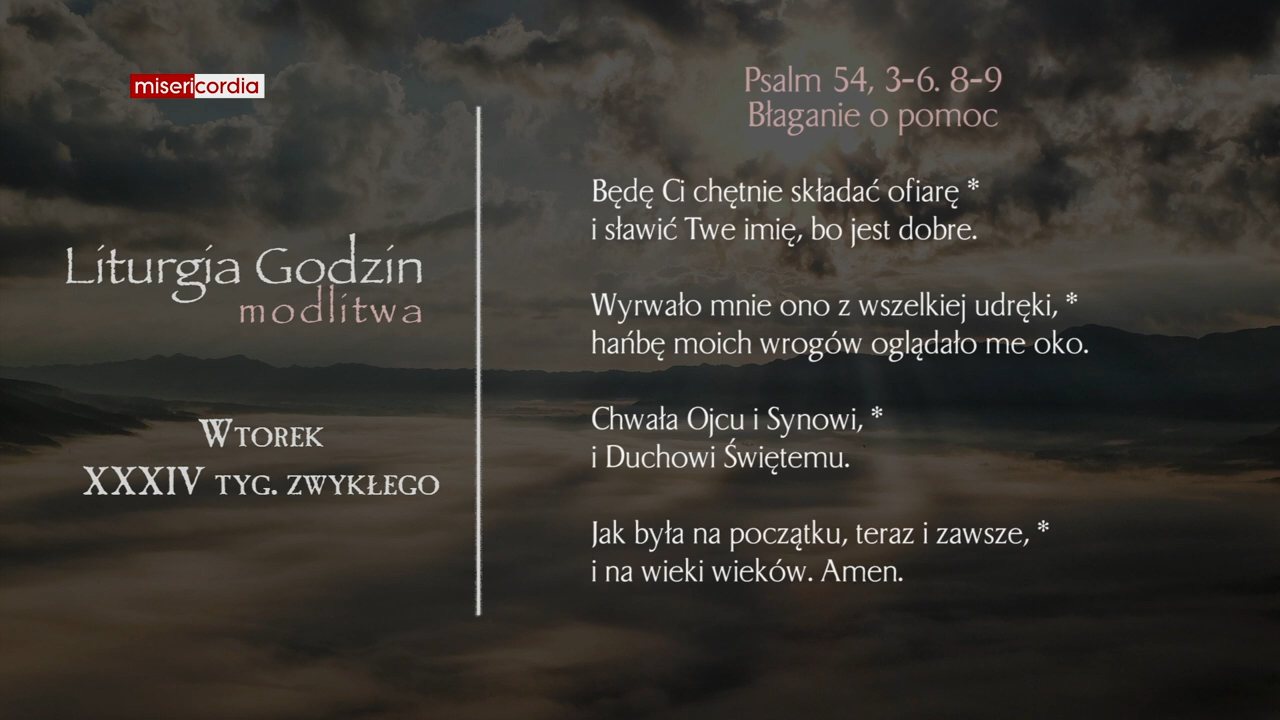 misericordia
Liturgia Godzin
modlitwa
Wtorek
XXXIV tyg. zwykłego
Psalm 54, 3-6. 8-9
Błaganie o pomoc
Będę Ci chętnie składać ofiarę *
i sławić Twe imię, bo jest dobre.
Wyrwało mnie ono z wszelkiej udręki, *
hańbę moich wrogów oglądało me oko.
Chwała Ojcu i Synowi, *
i Duchowi Świętemu.
Jak była na początku, teraz i zawsze, *
i na wieki wieków. Amen.